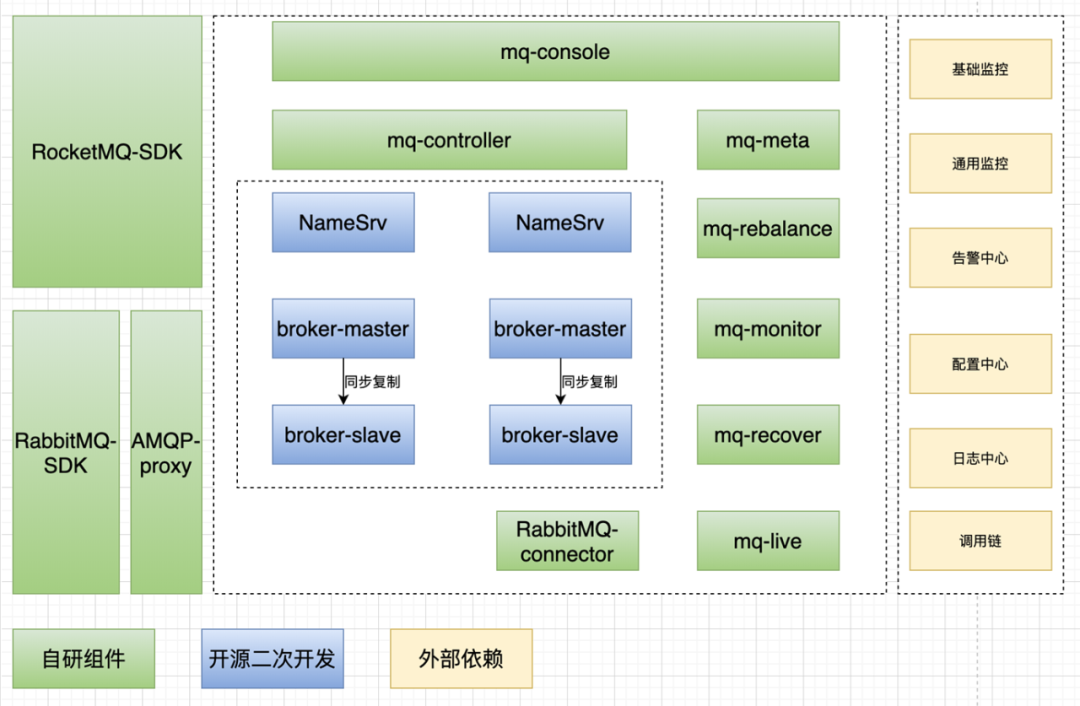 RocketMQ-SDK
RabbitMQ-
SDK
AMQP-
proxy
mq-console
mq-controller
mq-meta
NameSrv
NameSrv
mq-rebalance
broker-master
broker-master
mq-monitor
同步复制
同步复制
broker-slave
broker-slave
mq-recover
RabbitMQ-
connector
mq-live
基础监控
通用监控
告警中心
配置中心
日志中心
调用链
自研组件
开源二次开发
外部依赖